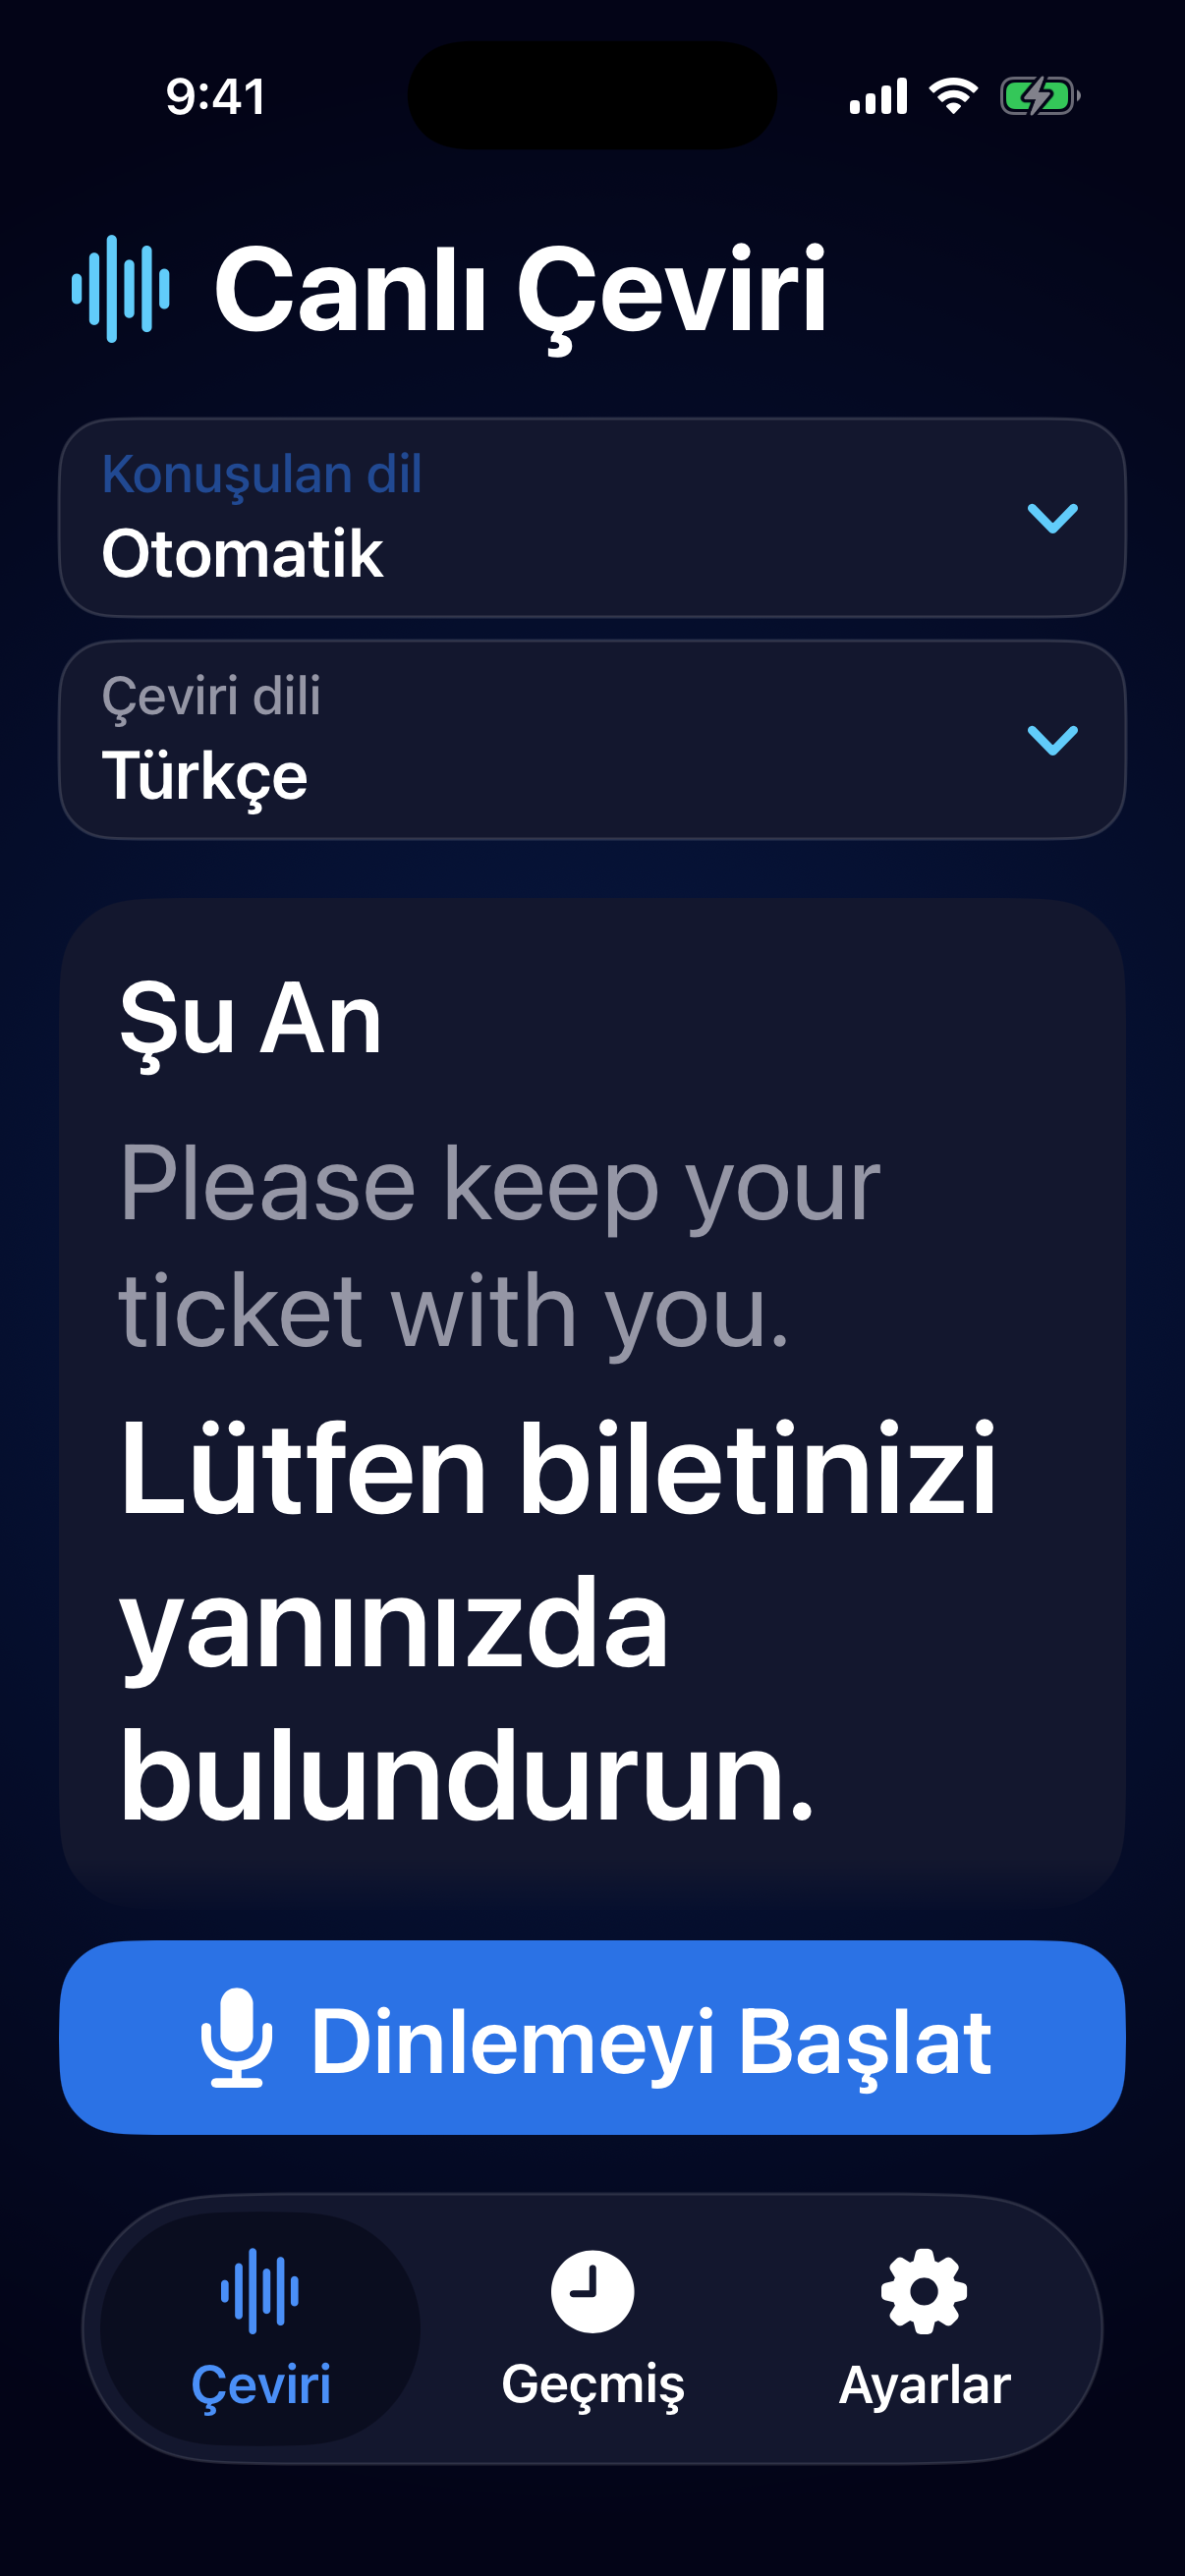 9:41
Canlı Çeviri
Konuşulan dil
Otomatik
Çeviri dili
Türkçe
Şu An
Please keep your
ticket with you.
Lütfen biletinizi
yanınızda
bulundurun.
Dinlemeyi Başlat
Çeviri
Geçmiş
Ayarlar